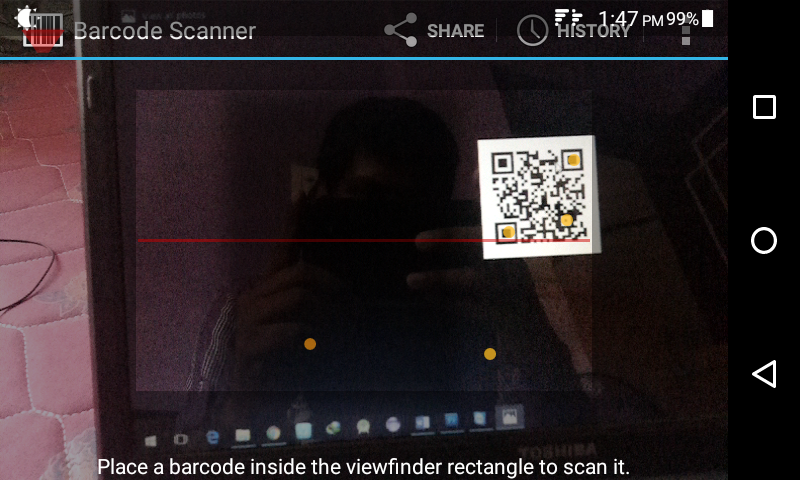 Barcode Scanner
SHARE
HISTORY
1:47 PM 99%
TOSHIBA
Place a barcode inside the viewfinder rectangle to scan it.